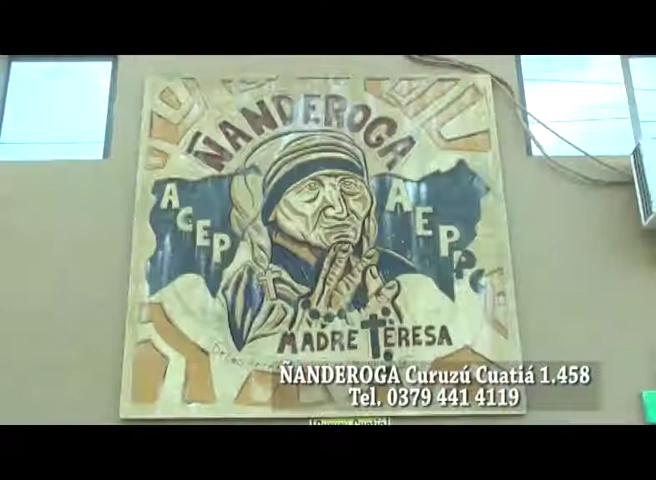 ÑANDEROGA
ACEP
AEPPC
MADRE TERESA
ÑANDEROGA Curuzú Cuatiá 1.458
Tel. 0379 441 4119